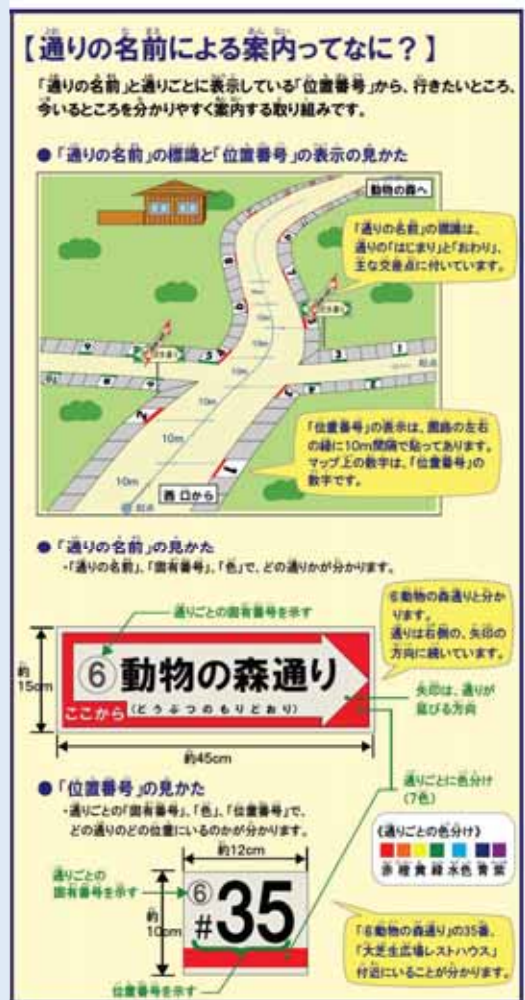 【通りの名前による案内ってなに？】
「通りの名前」と通りごとに表示している「位置番号」から、行きたいところ、
今いるところを分かりやすく案内する取り組みです。
●「通りの名前」の標識と「位置番号」の表示の見かた
動物の森へ
「通りの名前」の標識は、
通りの「はじまり」と「おわり」、
主な交差点に付いています。
10m
10m
10m
10m
起点
「位置番号」の表示は、園路の左右
の縁に10m間隔で貼ってあります。
マップ上の数字は、「位置番号」の
数字です。
西口から
起点
●「通りの名前」の見かた
・「通りの名前」、「固有番号」、「色」で、どの通りかが分かります。
通りごとの固有番号を示す
⑥動物の森通りと分か
ります。
通りは右側の、矢印の
方向に続いています。
約
15cm
⑥動物の森通り
ここから(どうぶつのもりどおり)
矢印は、通りが
延びる方向
約45cm
●「位置番号」の見かた
・通りごとの「固有番号」、「色」、「位置番号」で、
どの通りのどの位置にいるのかが分かります。
通りごとに色分け
(7色)
《通りごとの色分け》
赤 橙 黄 緑 水色 青 紫
約12cm
通りごとの
固有番号を示す
約
10cm
⑥
#35
「⑥動物の森通り」の35番、
「大芝生広場レストハウス」
付近にいることが分かります。
位置番号を示す